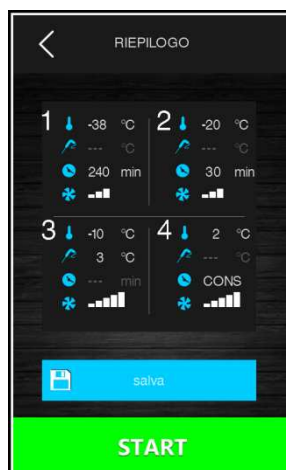 RIEPILOGO
1 -38 °C
--- °C
240 min
2 -20 °C
--- °C
30 min
3 -10 °C
3 °C
--- min
4 2 °C
--- °C
CONS
salva
START